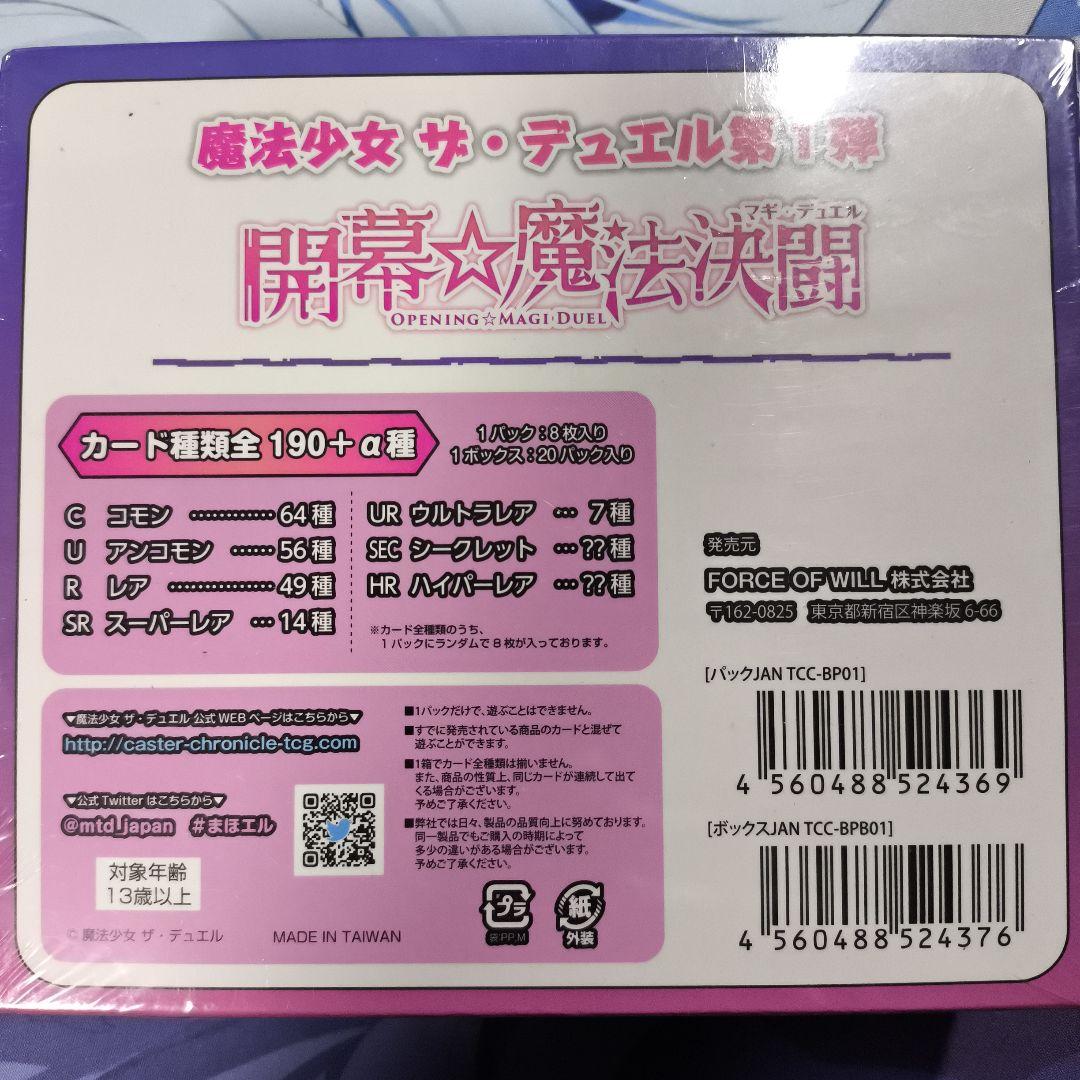 魔法少女 ザ・デュエル第1弾
マギ・デュエル
開幕☆魔法決闘
OPENING☆MAGI DUEL
カード種類全190+α種
1パック：8枚入り
1ボックス：20パック入り
C コモン …………64種
U アンコモン ……56種
R レア ……………49種
SR スーパーレア …14種
UR ウルトラレア … 7種
SEC シークレット …??種
HR ハイパーレア …??種
※カード全種類のうち、
1パックにランダムで8枚が入っております。
▼魔法少女 ザ・デュエル 公式WEBページはこちらから▼
http://caster-chronicle-tcg.com
▼公式Twitterはこちらから▼
@mtd_japan #まほエル
対象年齢
13歳以上
© 魔法少女 ザ・デュエル
MADE IN TAIWAN
■1パックだけで、遊ぶことはできません。
■すでに発売されている商品のカードと混ぜて
遊ぶことができます。
■1箱でカード全種類は揃いません。
また、商品の性質上、同じカードが連続して出て
くる場合がございます。
予めご了承ください。
■弊社では日々、製品の品質向上に努めております。
同一製品でもご購入の時期によって
多少の違いがある場合がございます。
予めご了承ください。
プラ
袋:PP,M
紙
外装
発売元
FORCE OF WILL 株式会社
〒162-0825 東京都新宿区神楽坂6-66
[パックJAN TCC-BP01]
4 560488 524369
[ボックスJAN TCC-BPB01]
4 560488 524376